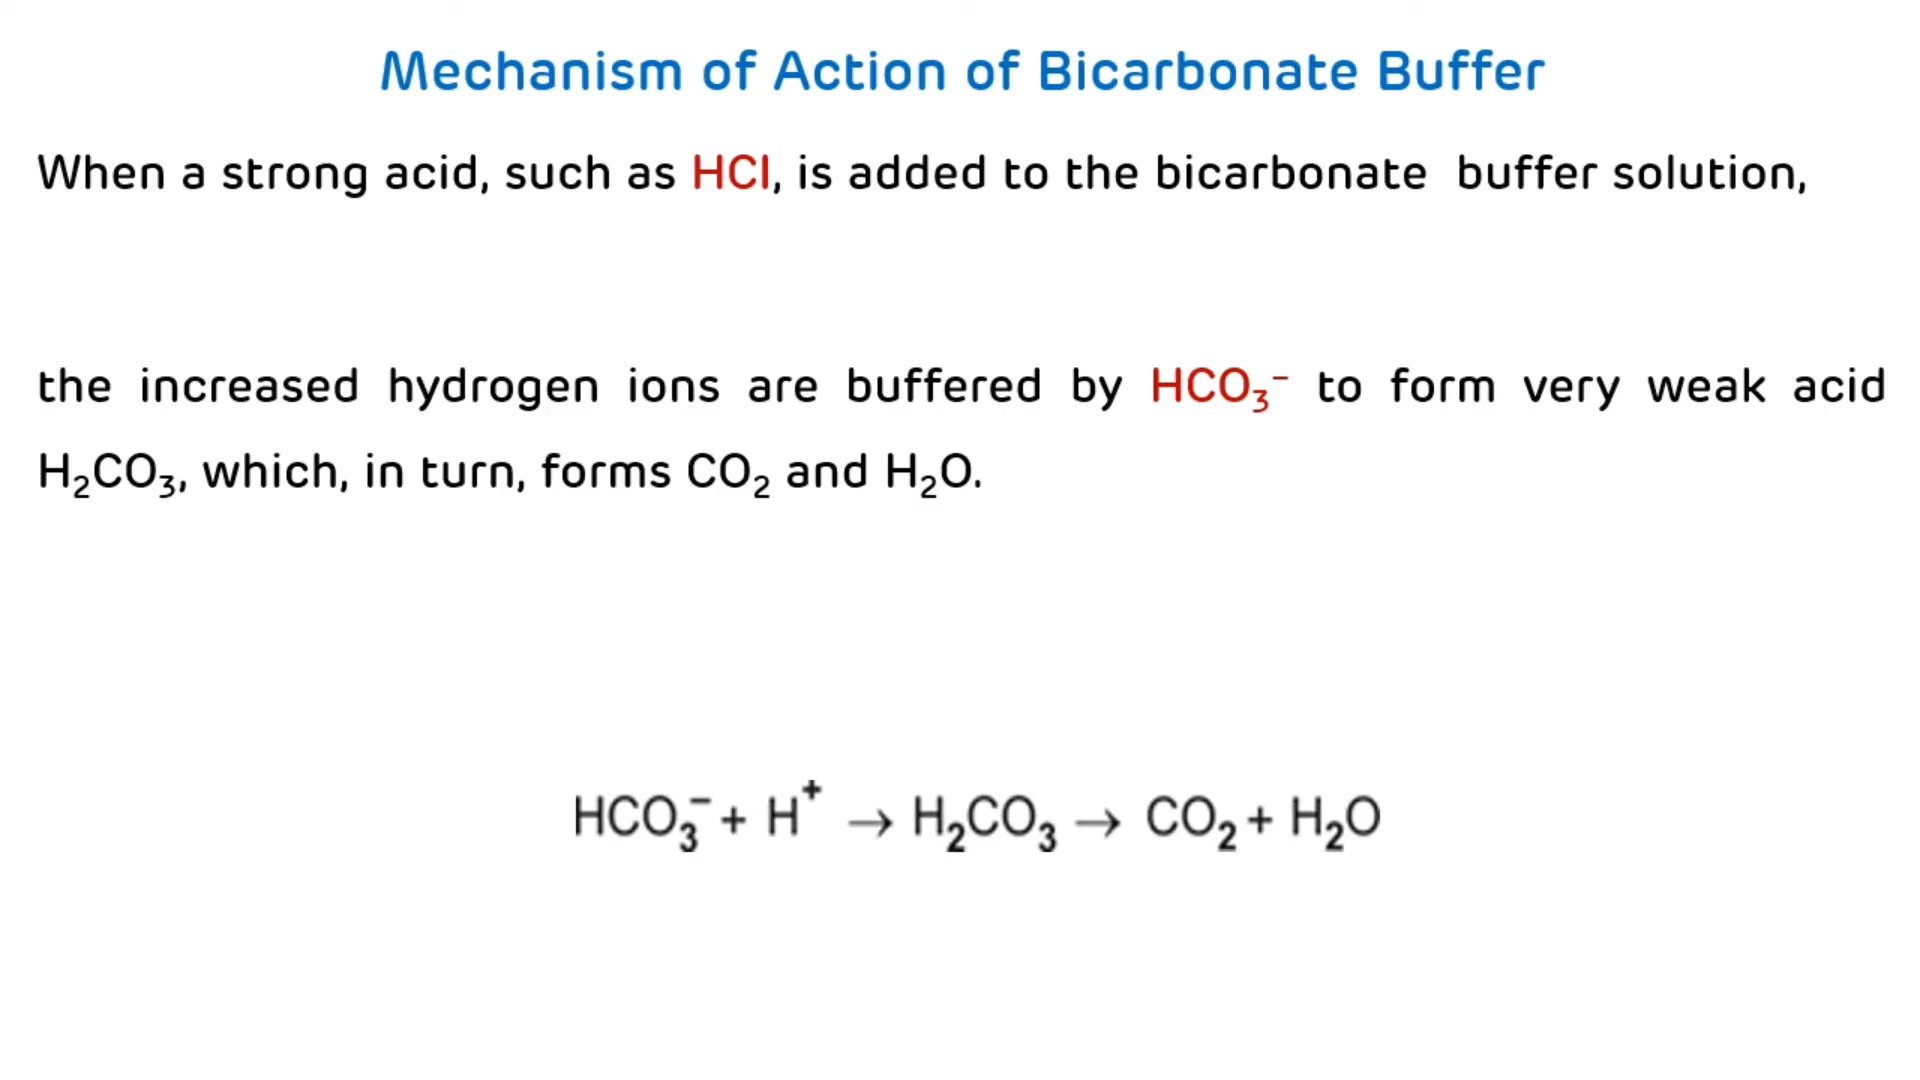 Mechanism of Action of Bicarbonate Buffer
When a strong acid, such as HCl, is added to the bicarbonate buffer solution,
the increased hydrogen ions are buffered by HCO₃⁻ to form very weak acid
H₂CO₃, which, in turn, forms CO₂ and H₂O.
HCO₃⁻ + H⁺ → H₂CO₃ → CO₂ + H₂O